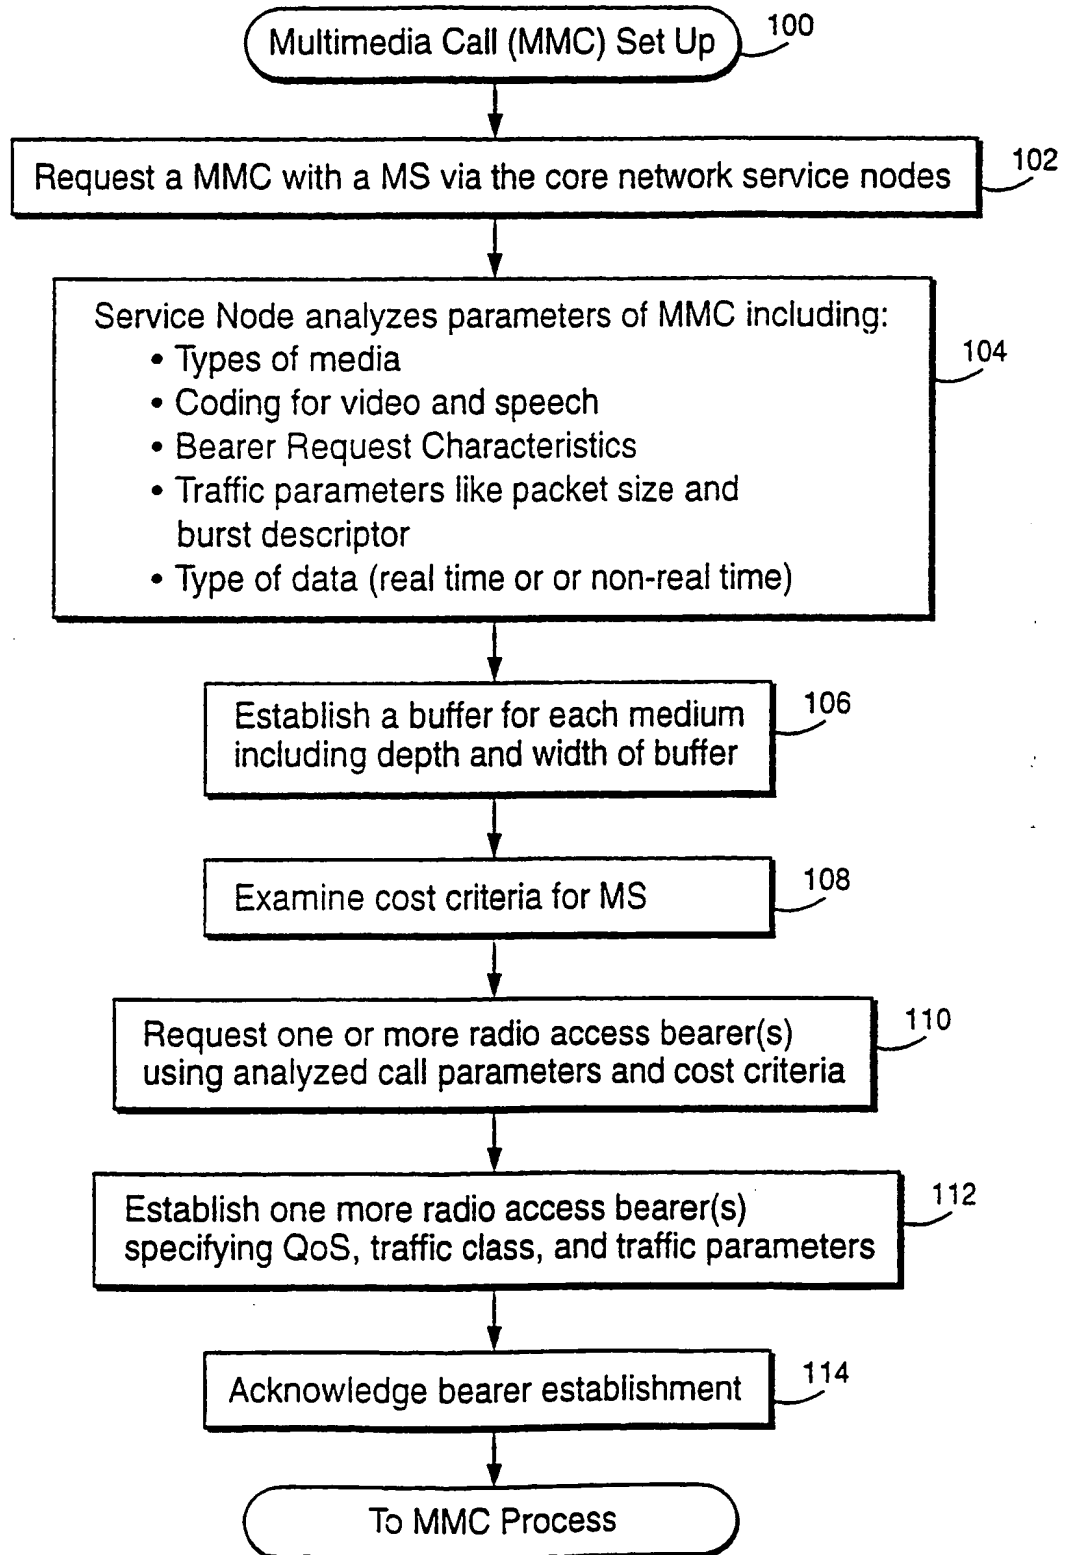 Multimedia Call (MMC) Set Up
100
Request a MMC with a MS via the core network service nodes
102
Service Node analyzes parameters of MMC including:
• Types of media
• Coding for video and speech
• Bearer Request Characteristics
• Traffic parameters like packet size and
burst descriptor
• Type of data (real time or or non-real time)
104
Establish a buffer for each medium
including depth and width of buffer
106
Examine cost criteria for MS
108
Request one or more radio access bearer(s)
using analyzed call parameters and cost criteria
110
Establish one more radio access bearer(s)
specifying QoS, traffic class, and traffic parameters
112
Acknowledge bearer establishment
114
To MMC Process